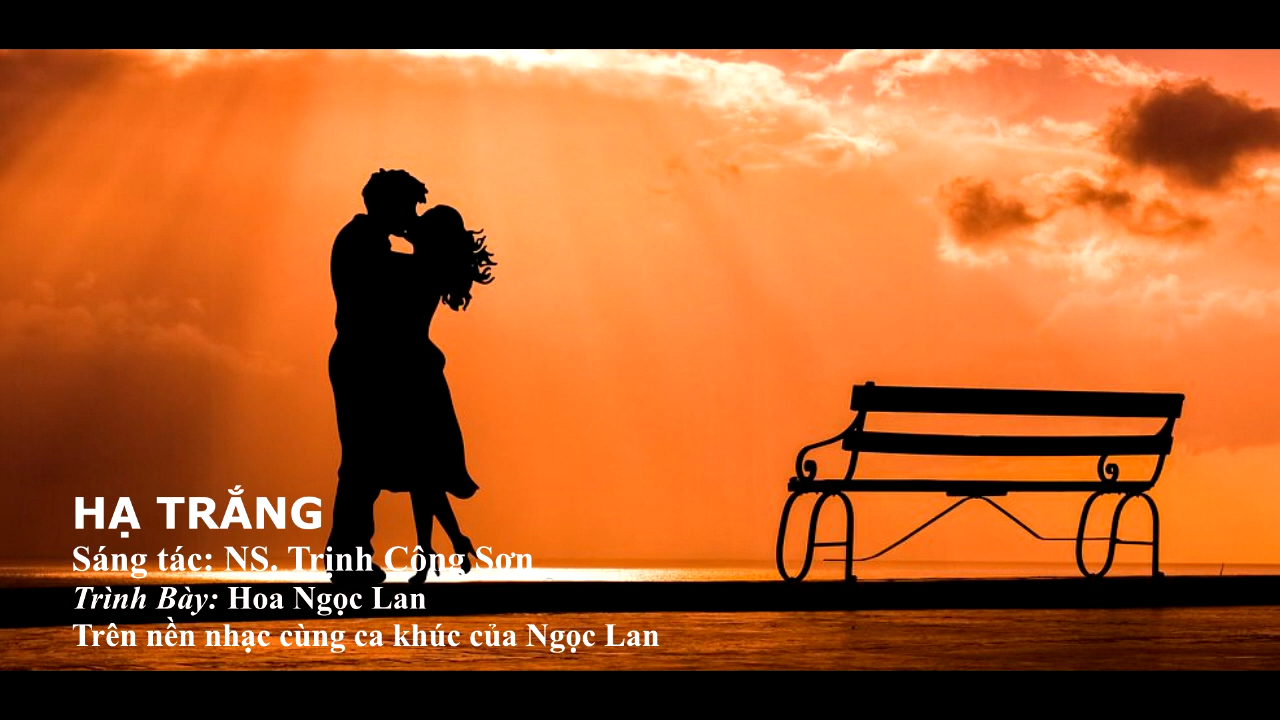 HẠ TRẮNG
Sáng tác: NS. Trịnh Công Sơn
Trình Bày: Hoa Ngọc Lan
Trên nền nhạc cùng ca khúc của Ngọc Lan